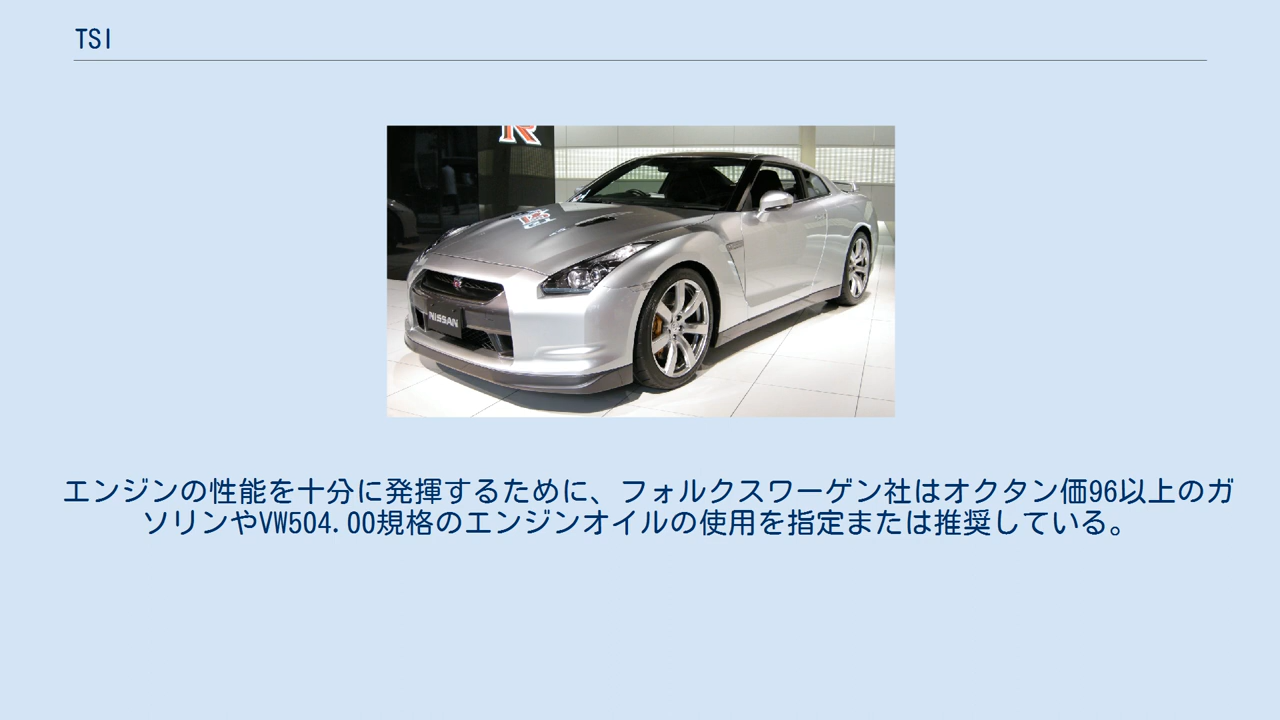 TSI
R
NISSAN
エンジンの性能を十分に発揮するために、フォルクスワーゲン社はオクタン価96以上のガ
ソリンやVW504.00規格のエンジンオイルの使用を指定または推奨している。